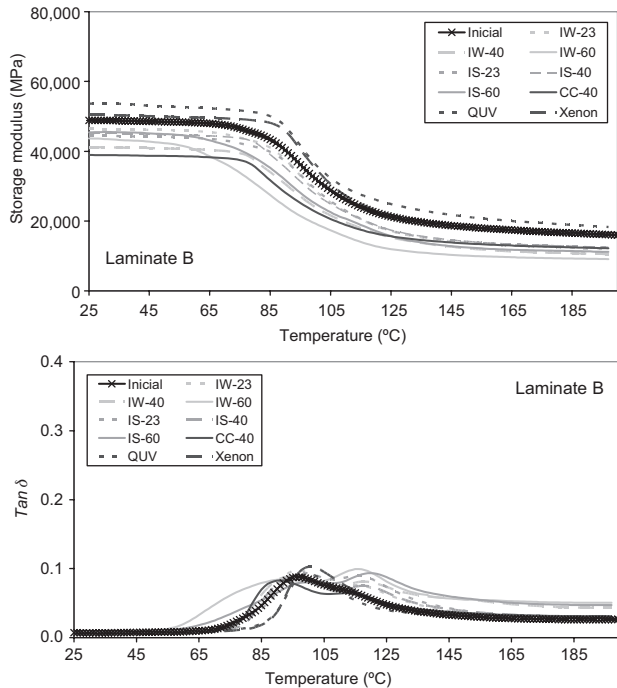 80,000
60,000
40,000
20,000
0
Storage modulus (MPa)
Inicial IW-23
IW-40 IW-60
IS-23 IS-40
IS-60 CC-40
QUV Xenon
Laminate B
25 45 65 85 105 125 145 165 185
Temperature (ºC)
0.4
0.3
0.2
0.1
0.0
Tan δ
Inicial IW-23
IW-40 IW-60
IS-23 IS-40
IS-60 CC-40
QUV Xenon
Laminate B
25 45 65 85 105 125 145 165 185
Temperature (ºC)